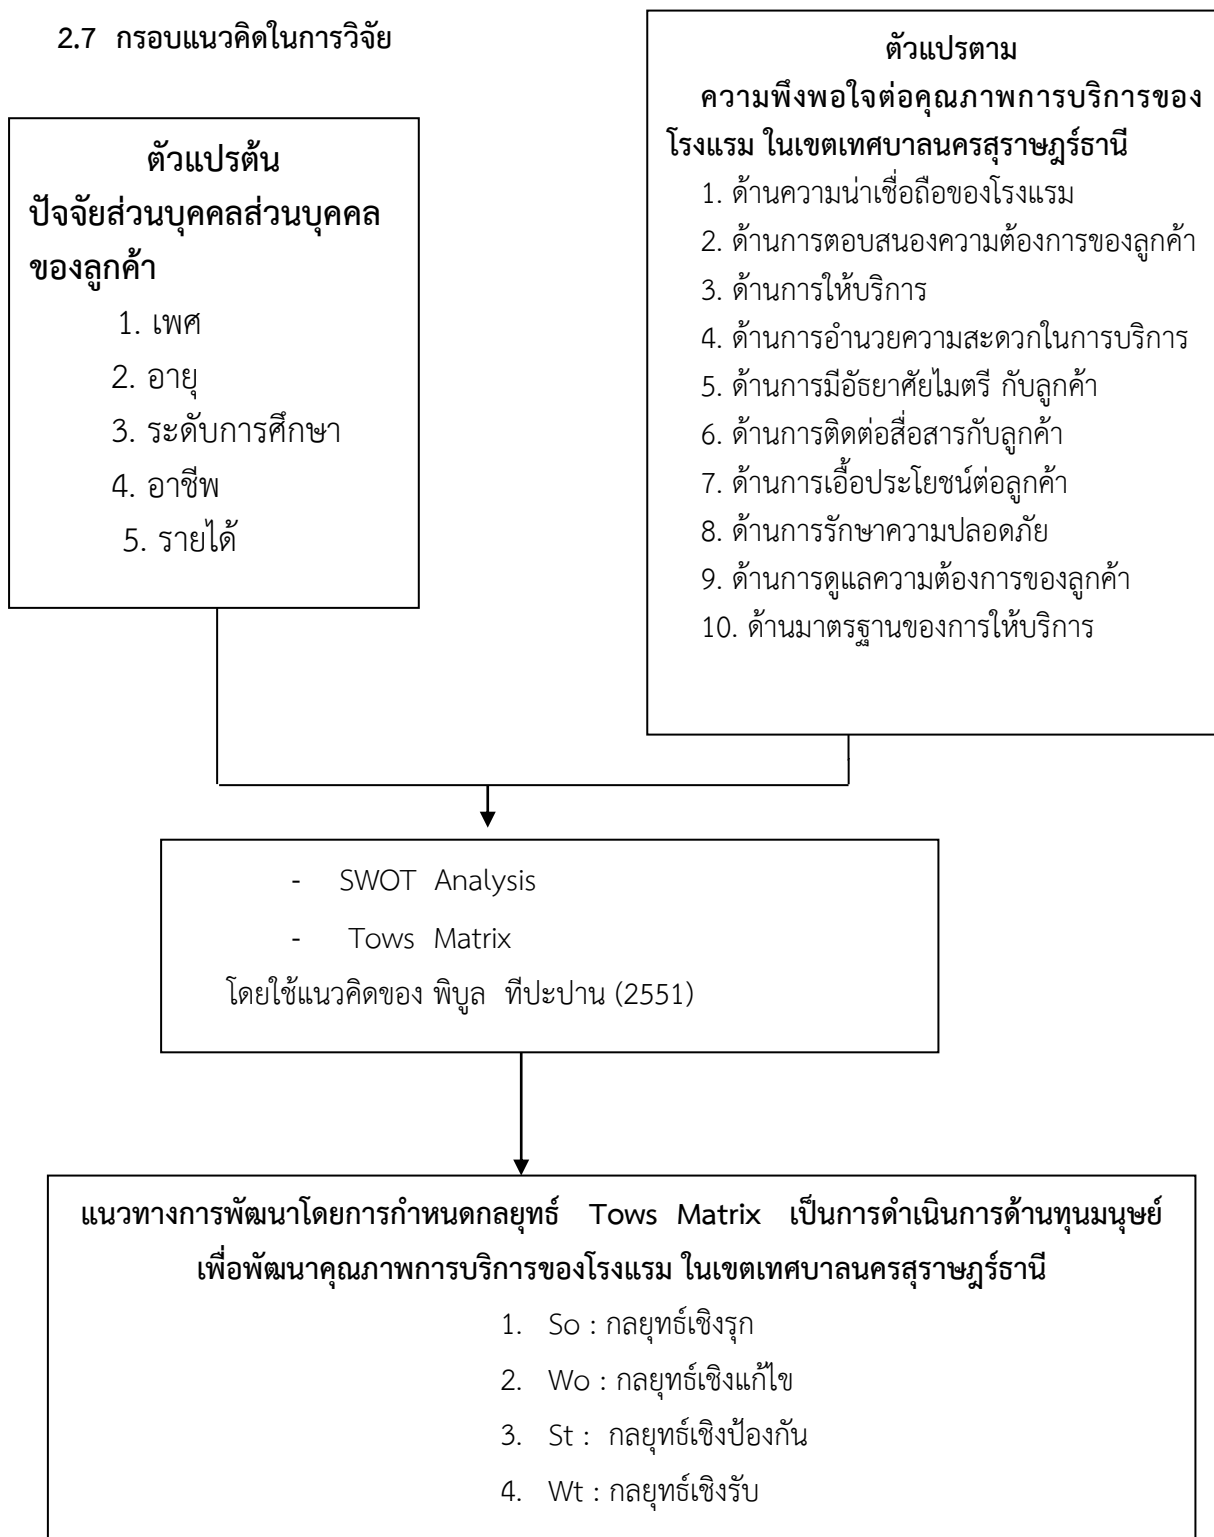 2.7 กรอบแนวคิดในการวิจัย
ตัวแปรต้น
ปัจจัยส่วนบุคคลส่วนบุคคล
ของลูกค้า
1. เพศ
2. อายุ
3. ระดับการศึกษา
4. อาชีพ
5. รายได้
ตัวแปรตาม
ความพึงพอใจต่อคุณภาพการบริการของ
โรงแรม ในเขตเทศบาลนครสุราษฎร์ธานี
1. ด้านความน่าเชื่อถือของโรงแรม
2. ด้านการตอบสนองความต้องการของลูกค้า
3. ด้านการให้บริการ
4. ด้านการอำนวยความสะดวกในการบริการ
5. ด้านการมีอัธยาศัยไมตรี กับลูกค้า
6. ด้านการติดต่อสื่อสารกับลูกค้า
7. ด้านการเอื้อประโยชน์ต่อลูกค้า
8. ด้านการรักษาความปลอดภัย
9. ด้านการดูแลความต้องการของลูกค้า
10. ด้านมาตรฐานของการให้บริการ
- SWOT Analysis
- Tows Matrix
โดยใช้แนวคิดของ พิบูล ทีปะปาน (2551)
แนวทางการพัฒนาโดยการกำหนดกลยุทธ์ Tows Matrix เป็นการดำเนินการด้านทุนมนุษย์
เพื่อพัฒนาคุณภาพการบริการของโรงแรม ในเขตเทศบาลนครสุราษฎร์ธานี
1. So : กลยุทธ์เชิงรุก
2. Wo : กลยุทธ์เชิงแก้ไข
3. St : กลยุทธ์เชิงป้องกัน
4. Wt : กลยุทธ์เชิงรับ